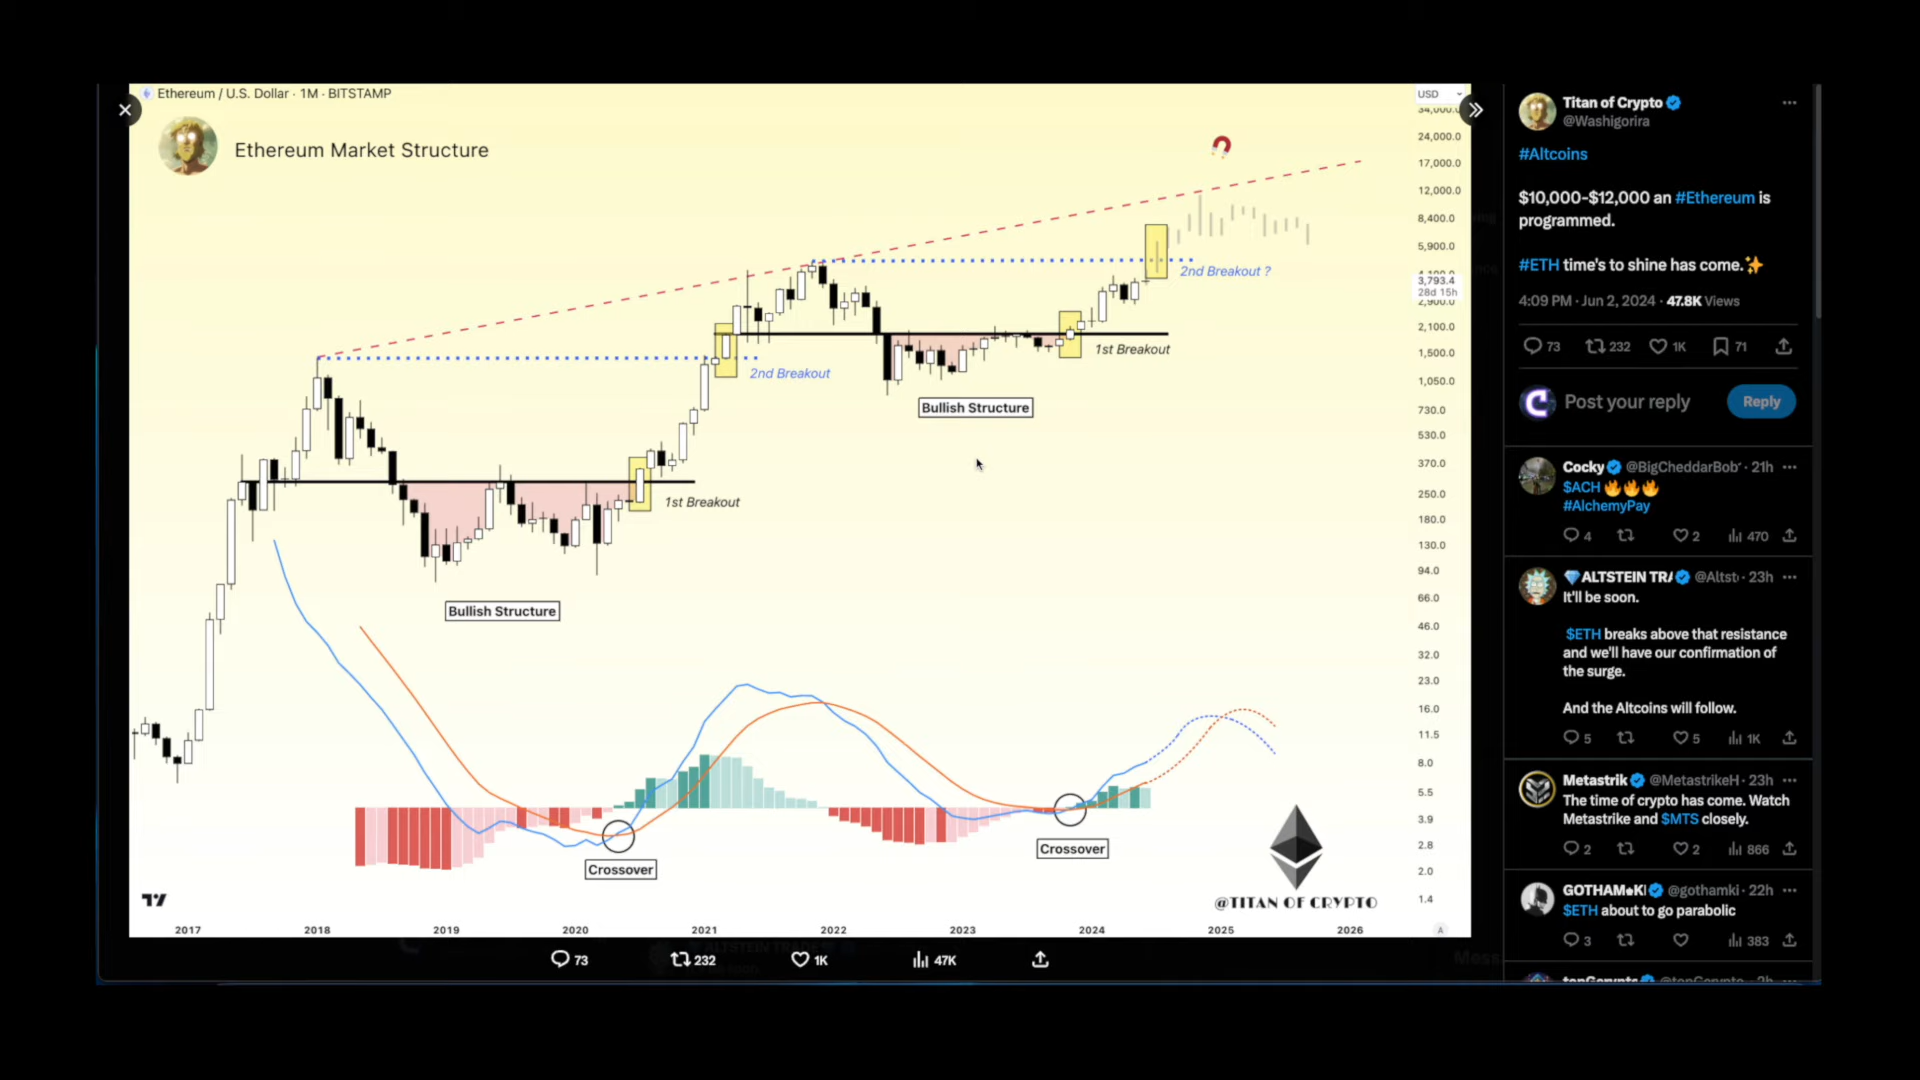 Ethereum / U.S. Dollar · 1M · BITSTAMP
Ethereum Market Structure
USD
34,000.0
24,000.0
17,000.0
12,000.0
8,400.0
5,900.0
3,793.4
28d 15h
2,900.0
2,100.0
1,500.0
1,050.0
730.0
530.0
370.0
250.0
180.0
130.0
94.0
66.0
46.0
32.0
23.0
16.0
11.5
8.0
5.5
3.9
2.8
2.0
1.4
2nd Breakout ?
1st Breakout
2nd Breakout
Bullish Structure
1st Breakout
Bullish Structure
Crossover
Crossover
@TITAN OF CRYPTO
2017 2018 2019 2020 2021 2022 2023 2024 2025 2026
A
73 232 1K 47K
Titan of Crypto
@Washigorira
#Altcoins
$10,000-$12,000 an #Ethereum is
programmed.
#ETH time's to shine has come.✨
4:09 PM · Jun 2, 2024 · 47.8K Views
73 232 1K 71
Post your reply
Reply
Cocky @BigCheddarBob · 21h
$ACH 🔥🔥🔥
#AlchemyPay
4 2 470
💎ALTSTEIN TRA @Altst · 23h
It'll be soon.
$ETH breaks above that resistance
and we'll have our confirmation of
the surge.
And the Altcoins will follow.
5 5 1K
Metastrik @MetastrikeH · 23h
The time of crypto has come. Watch
Metastrike and $MTS closely.
2 2 866
GOTHAM♚K @gothamki · 22h
$ETH about to go parabolic
3 383